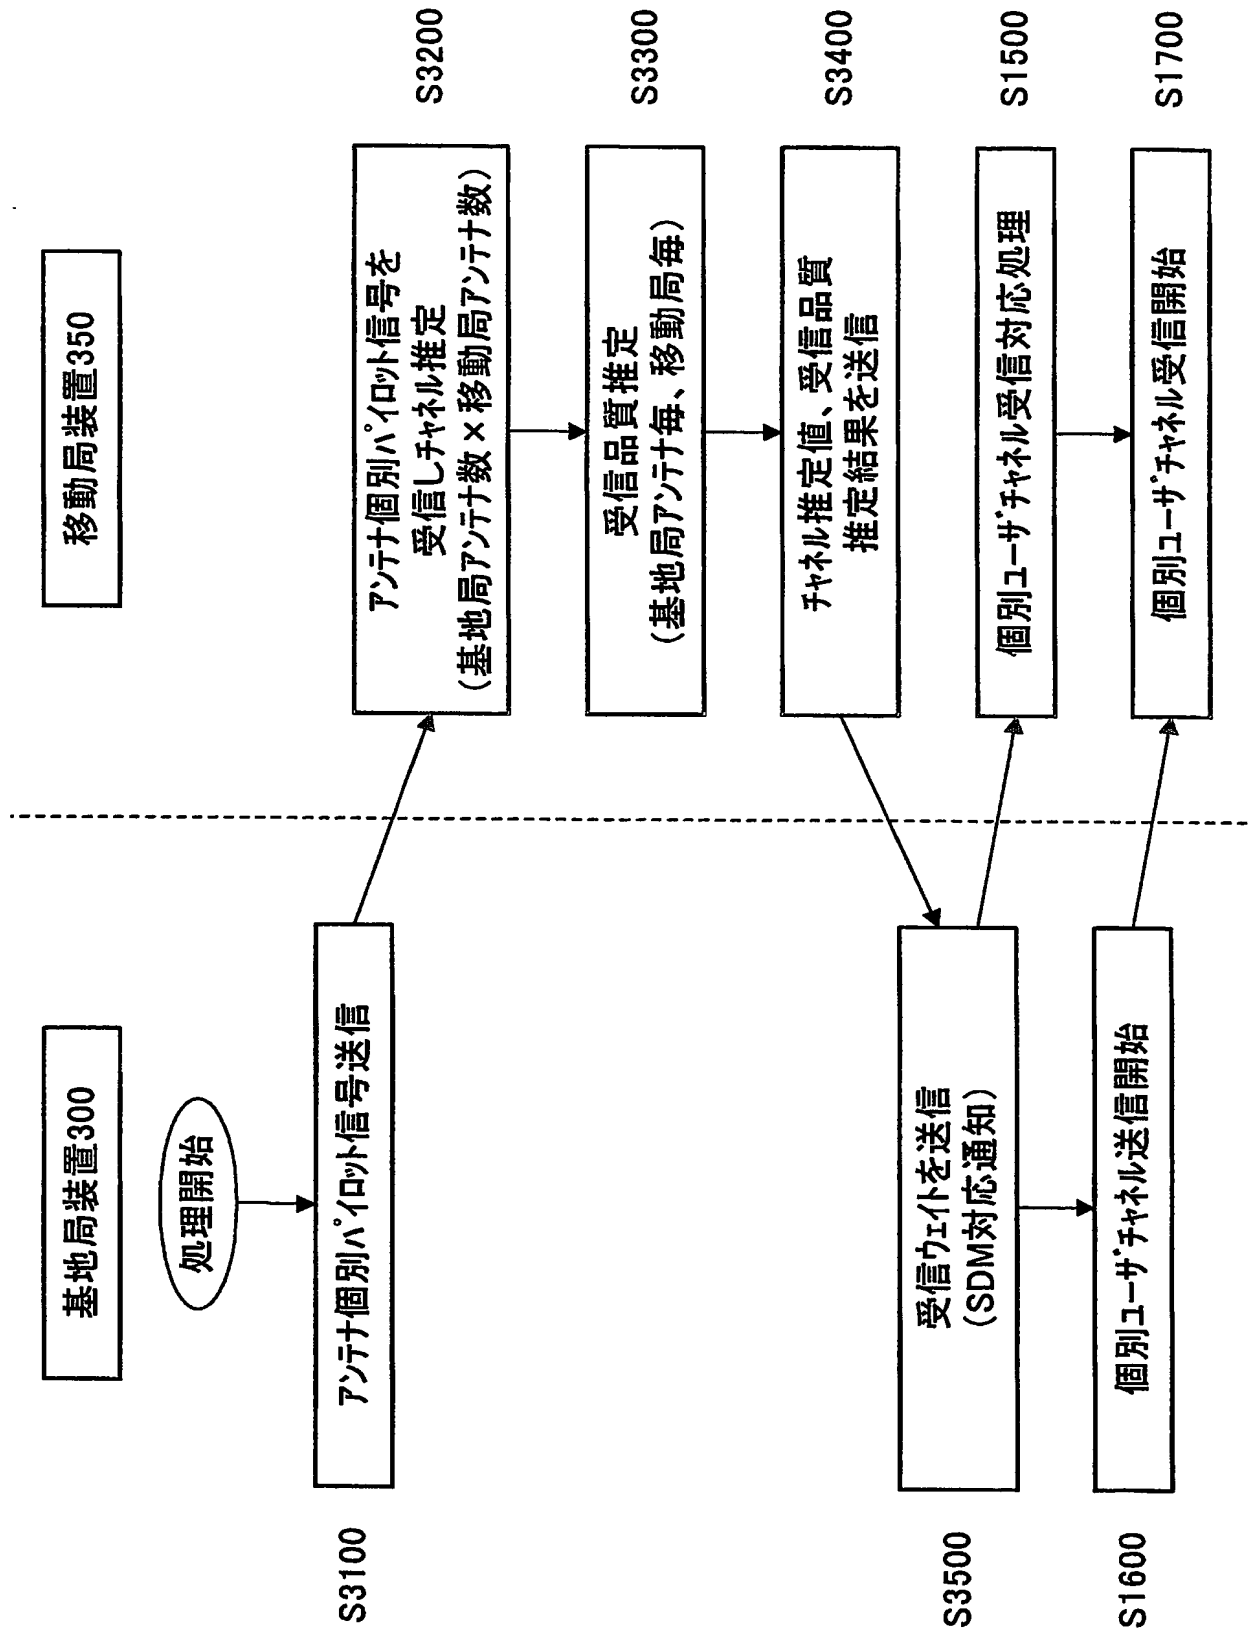 基地局装置300
移動局装置350
処理開始
S3100
アンテナ個別パイロット信号送信
アンテナ個別パイロット信号を
受信しチャネル推定
(基地局アンテナ数×移動局アンテナ数)
S3200
受信品質推定
(基地局アンテナ毎、移動局毎)
S3300
チャネル推定値、受信品質
推定結果を送信
S3400
S3500
受信ウェイトを送信
(SDM対応通知)
個別ユーザチャネル受信対応処理
S1500
S1600
個別ユーザチャネル送信開始
個別ユーザチャネル受信開始
S1700